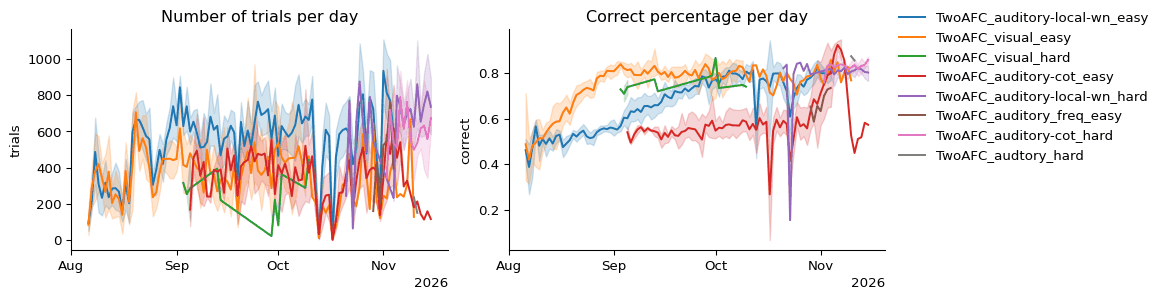 Number of trials per day
trials
1000
800
600
400
200
0
Aug
Sep
Oct
Nov
2026
Correct percentage per day
correct
0.8
0.6
0.4
0.2
Aug
Sep
Oct
Nov
2026
TwoAFC_auditory-local-wn_easy
TwoAFC_visual_easy
TwoAFC_visual_hard
TwoAFC_auditory-cot_easy
TwoAFC_auditory-local-wn_hard
TwoAFC_auditory_freq_easy
TwoAFC_auditory-cot_hard
TwoAFC_audtory_hard